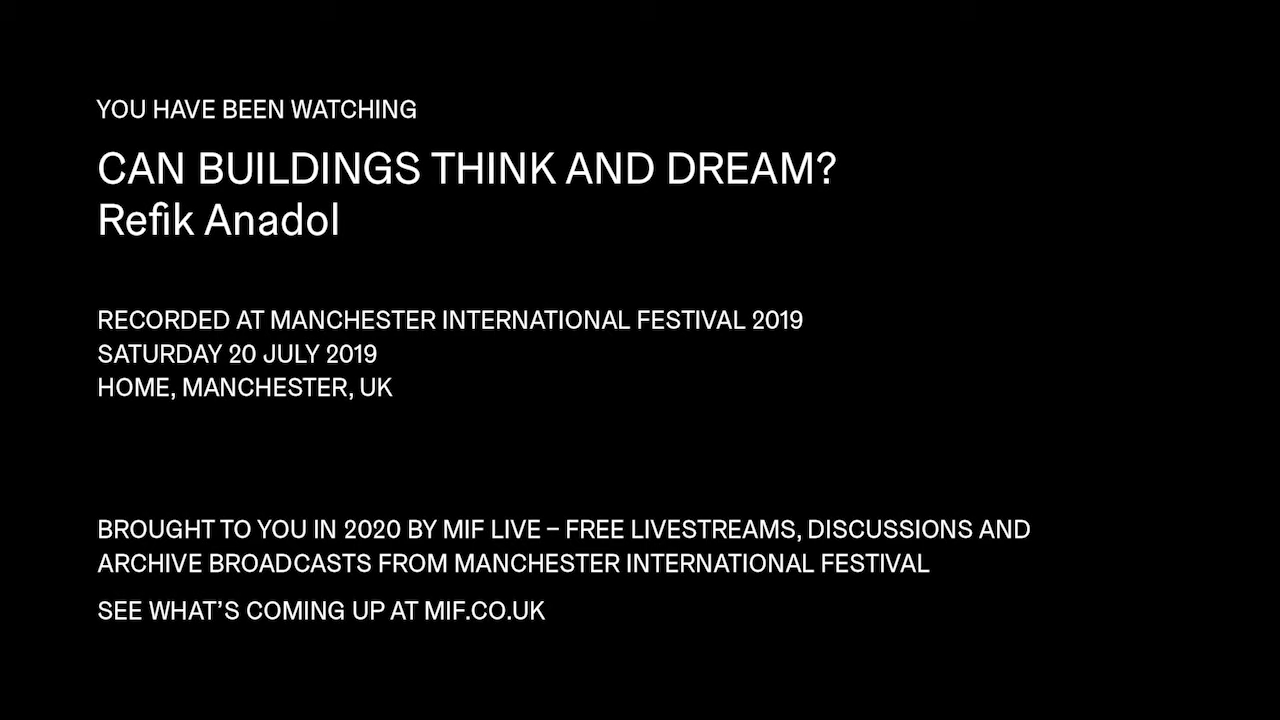 YOU HAVE BEEN WATCHING
CAN BUILDINGS THINK AND DREAM?
Refik Anadol
RECORDED AT MANCHESTER INTERNATIONAL FESTIVAL 2019
SATURDAY 20 JULY 2019
HOME, MANCHESTER, UK
BROUGHT TO YOU IN 2020 BY MIF LIVE – FREE LIVESTREAMS, DISCUSSIONS AND
ARCHIVE BROADCASTS FROM MANCHESTER INTERNATIONAL FESTIVAL
SEE WHAT’S COMING UP AT MIF.CO.UK